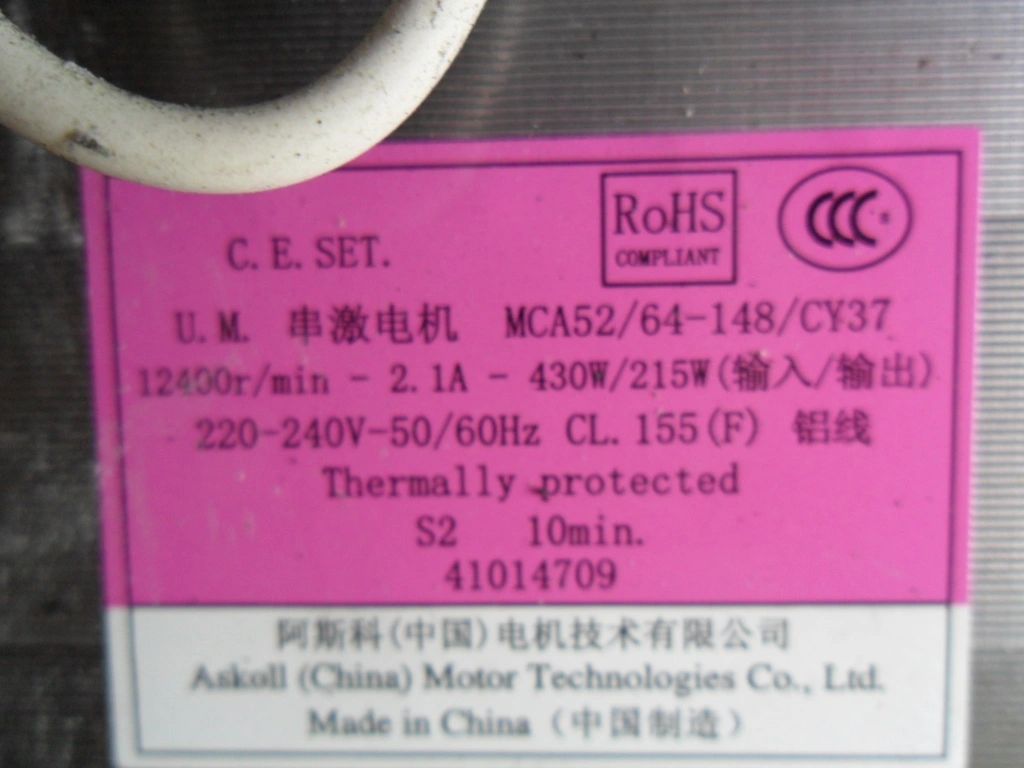 RoHS
COMPLIANT
CCC
C.E.SET.
U.M. 串激电机 MCA52/64-148/CY37
12400r/min - 2.1A - 430W/215W(输入/输出)
220-240V-50/60Hz CL.155(F) 铝线
Thermally protected
S2 10min.
41014709
阿斯科(中国)电机技术有限公司
Askoll (China) Motor Technologies Co., Ltd.
Made in China (中国制造)